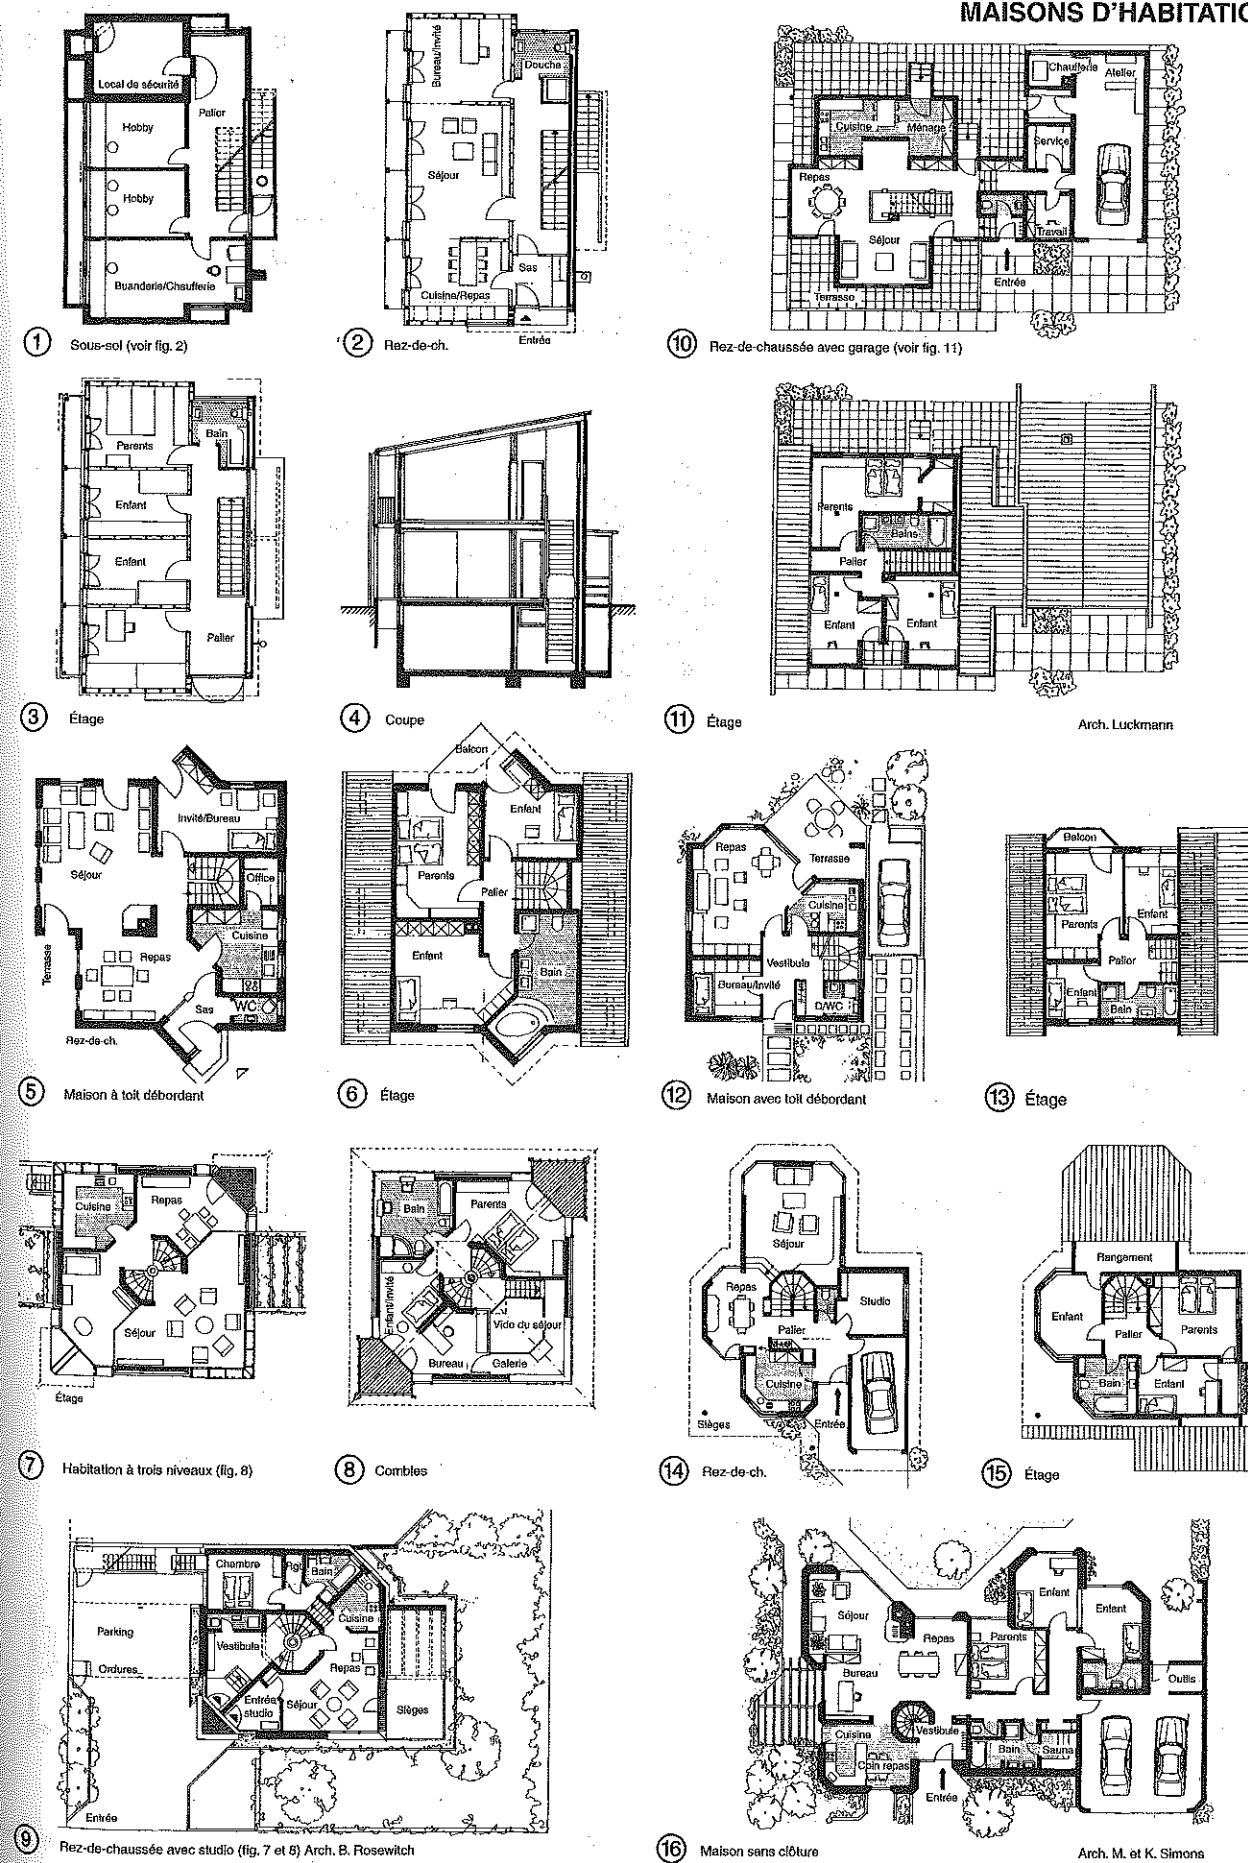 MAISONS D'HABITATIO
Local de sécurité
Palier
Hobby
Hobby
Buanderie/Chaufferie
1 Sous-sol (voir fig. 2)
Bureau/Invité
Douche
Séjour
Sas
Cuisine/Repas
Entrée
2 Rez-de-ch.
Chaufferie
Atelier
Cuisine
Ménage
Service
Repas
Séjour
Travail
Terrasse
Entrée
10 Rez-de-chaussée avec garage (voir fig. 11)
Parents
Bain
Enfant
Enfant
Palier
3 Étage
4 Coupe
Parents
Bains
Palier
Enfant
Enfant
11 Étage
Arch. Luckmann
Invité/Bureau
Séjour
Office
Cuisine
Terrasse
Repas
Sas
WC
Rez-de-ch.
5 Maison à toit débordant
Balcon
Enfant
Parents
Palier
Enfant
Bain
6 Étage
Repas
Terrasse
Cuisine
Vestibule
Bureau/Invité
D/WC
12 Maison avec toit débordant
Balcon
Parents
Enfant
Palier
Enfant
Bain
13 Étage
Cuisine
Repas
Séjour
Étage
7 Habitation à trois niveaux (fig. 8)
Bain
Parents
Enfant/Invité
Vide du séjour
Bureau
Galerie
8 Combles
Séjour
Repas
Studio
Palier
Cuisine
Sièges
Entrée
14 Rez-de-ch.
Rangement
Enfant
Palier
Parents
Bain
Enfant
15 Étage
Chambre
Rgt
Bain
Cuisine
Parking
Vestibule
Ordures
Repas
Entrée
studio
Séjour
Sièges
Entrée
9 Rez-de-chaussée avec studio (fig. 7 et 8) Arch. B. Rosewitch
Séjour
Enfant
Enfant
Repas
Parents
Bureau
Outils
Cuisine
Vestibule
Bain
Sauna
Coin repas
Entrée
16 Maison sans clôture
Arch. M. et K. Simons